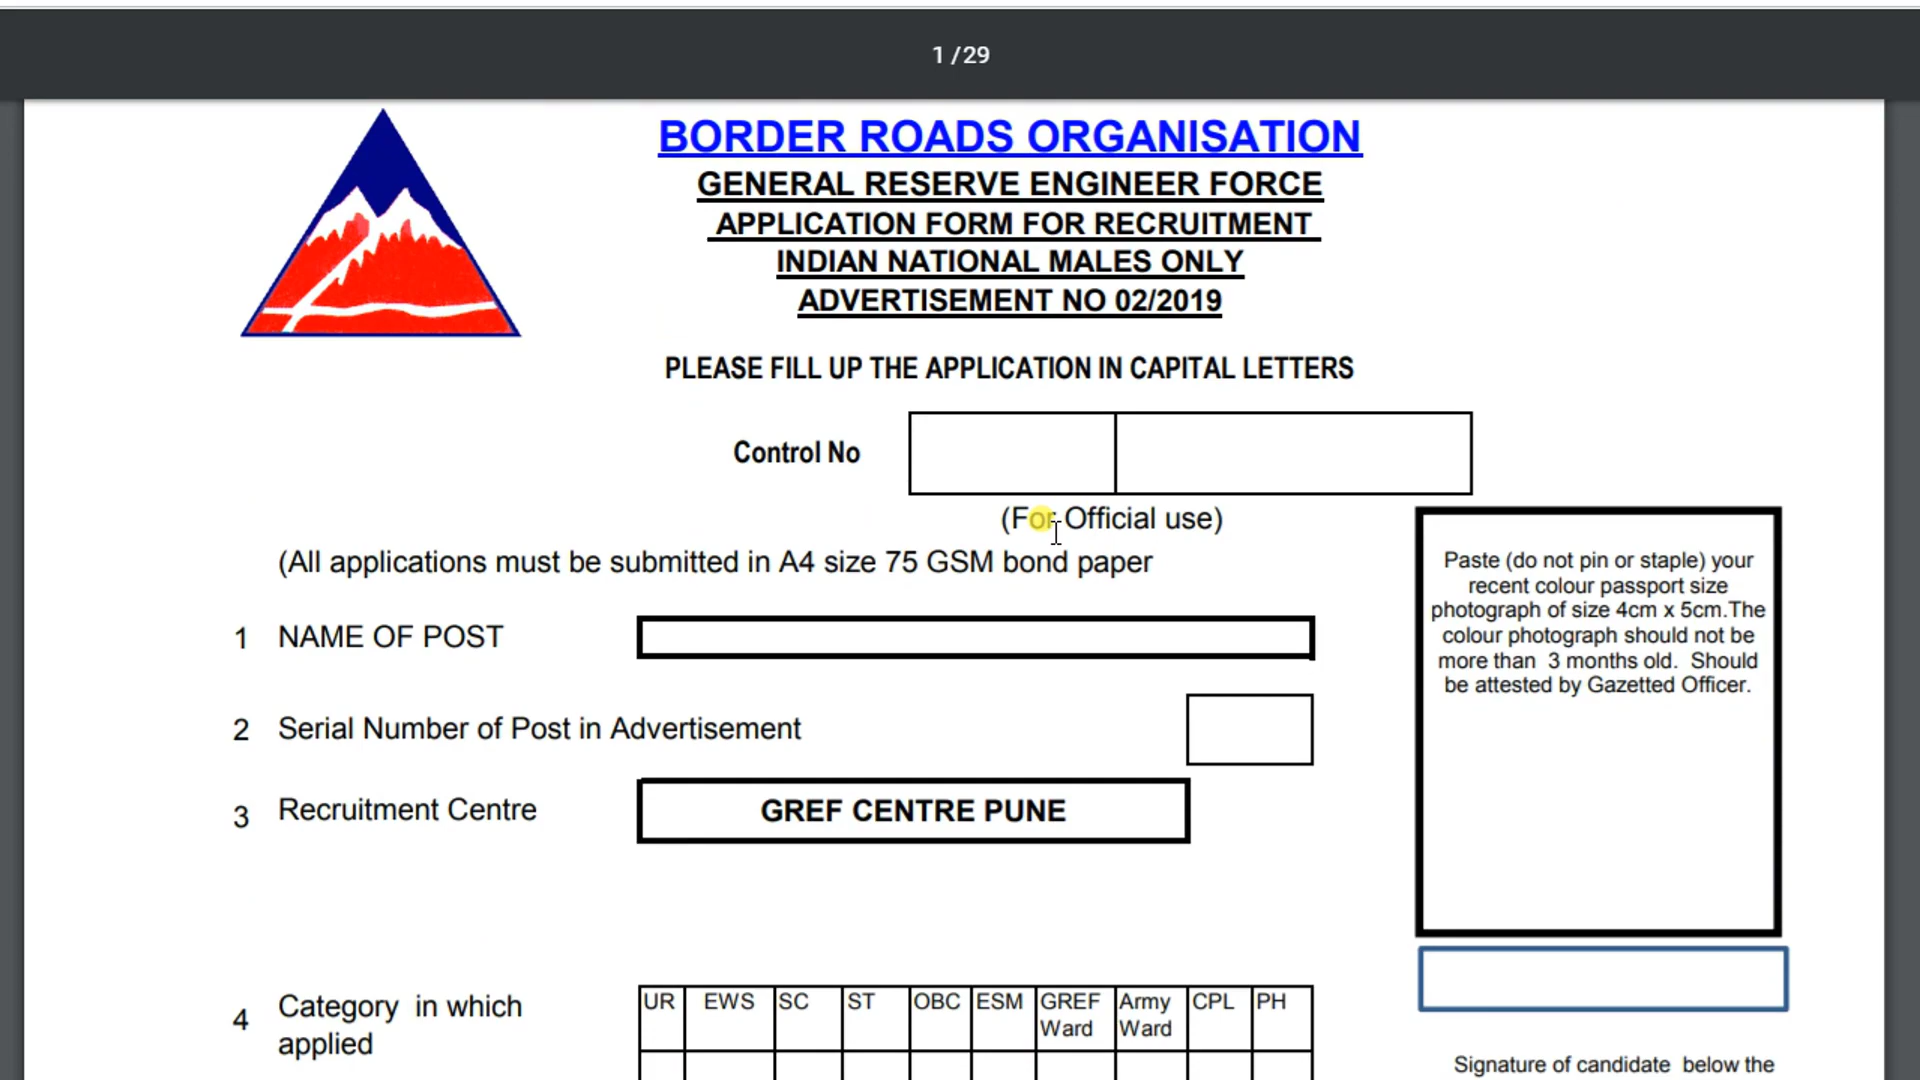 1 / 29
BORDER ROADS ORGANISATION
GENERAL RESERVE ENGINEER FORCE
APPLICATION FORM FOR RECRUITMENT
INDIAN NATIONAL MALES ONLY
ADVERTISEMENT NO 02/2019
PLEASE FILL UP THE APPLICATION IN CAPITAL LETTERS
Control No
(For Official use)
(All applications must be submitted in A4 size 75 GSM bond paper
Paste (do not pin or staple) your
recent colour passport size
photograph of size 4cm x 5cm.The
colour photograph should not be
more than 3 months old. Should
be attested by Gazetted Officer.
1 NAME OF POST
2 Serial Number of Post in Advertisement
3 Recruitment Centre GREF CENTRE PUNE
4 Category in which
applied
UR EWS SC ST OBC ESM GREF Ward Army Ward CPL PH
Signature of candidate below the